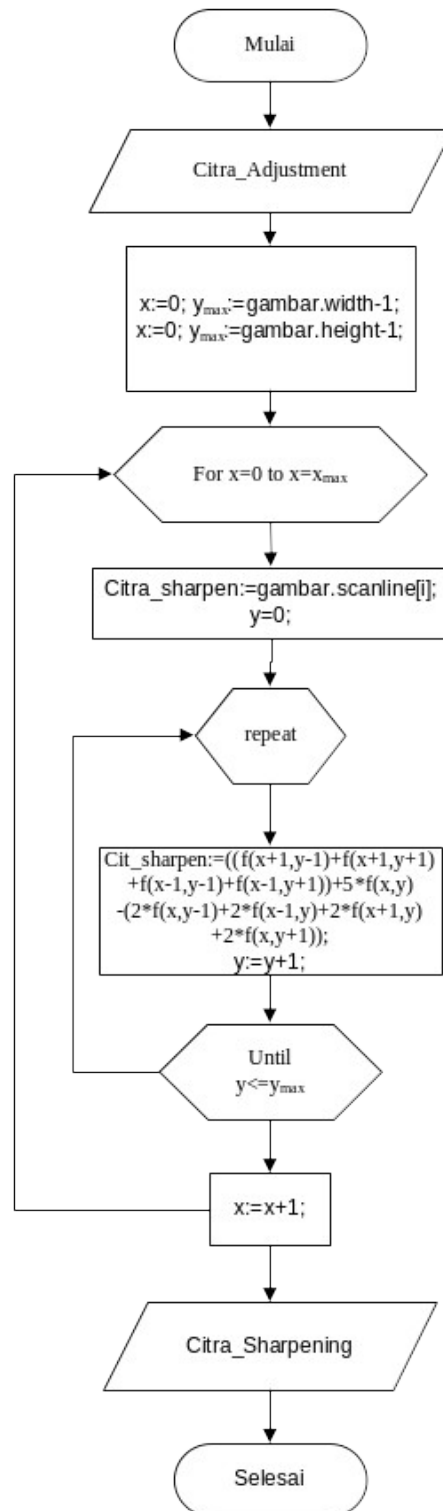 Mulai
Citra_Adjustment
x:=0; ymax:=gambar.width-1;
x:=0; ymax:=gambar.height-1;
For x=0 to x=xmax
Citra_sharpen:=gambar.scanline[i];
y=0;
repeat
Cit_sharpen:=((f(x+1,y-1)+f(x+1,y+1)
+f(x-1,y-1)+f(x-1,y+1))+5*f(x,y)
-(2*f(x,y-1)+2*f(x-1,y)+2*f(x+1,y)
+2*f(x,y+1));
y:=y+1;
Until
y<=ymax
x:=x+1;
Citra_Sharpening
Selesai